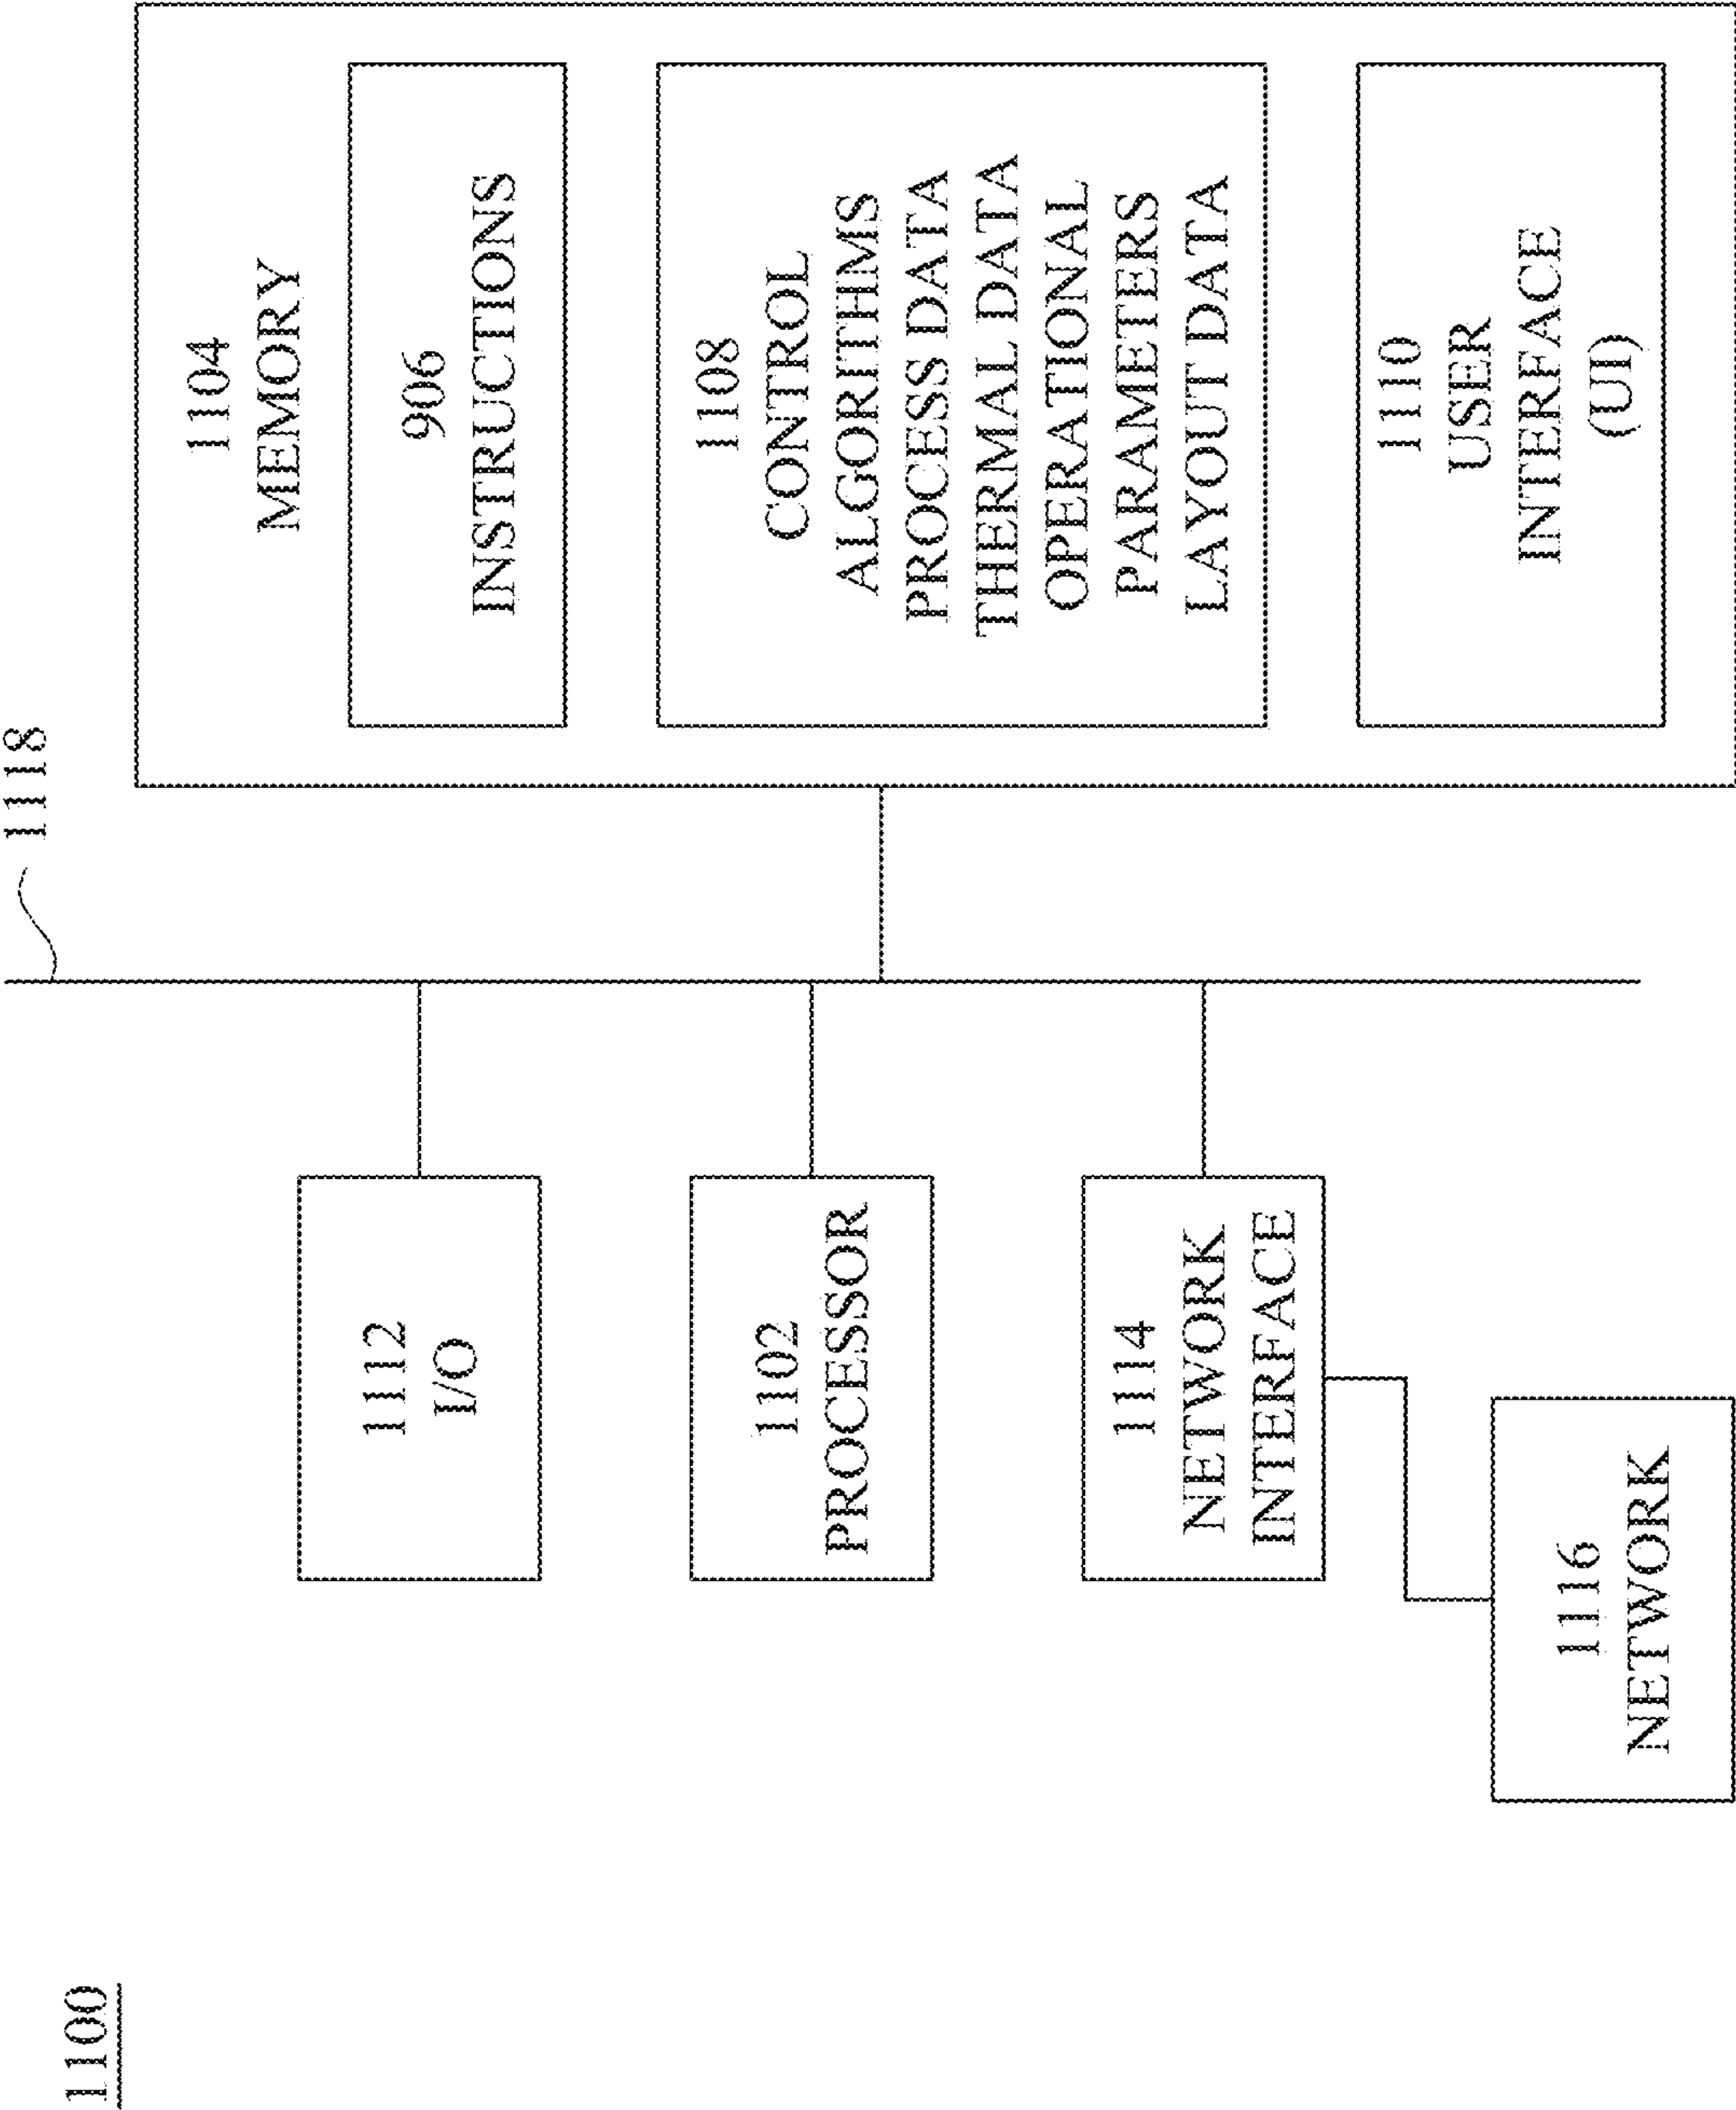 1100
1118
1112
I/O
1102
PROCESSOR
1114
NETWORK
INTERFACE
1116
NETWORK
1104
MEMORY
906
INSTRUCTIONS
1108
CONTROL
ALGORITHMS
PROCESS DATA
THERMAL DATA
OPERATIONAL
PARAMETERS
LAYOUT DATA
1110
USER
INTERFACE
(UI)